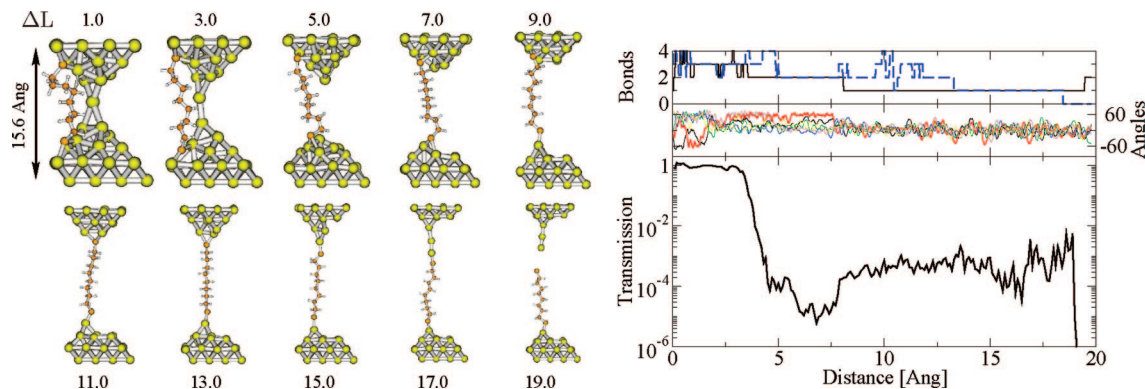 ΔL 1.0 3.0 5.0 7.0 9.0
15.6 Ang
11.0 13.0 15.0 17.0 19.0
Bonds
4
2
0
60
-60
Angles
Transmission
1
10-2
10-4
10-6
0 5 10 15 20
Distance [Ang]